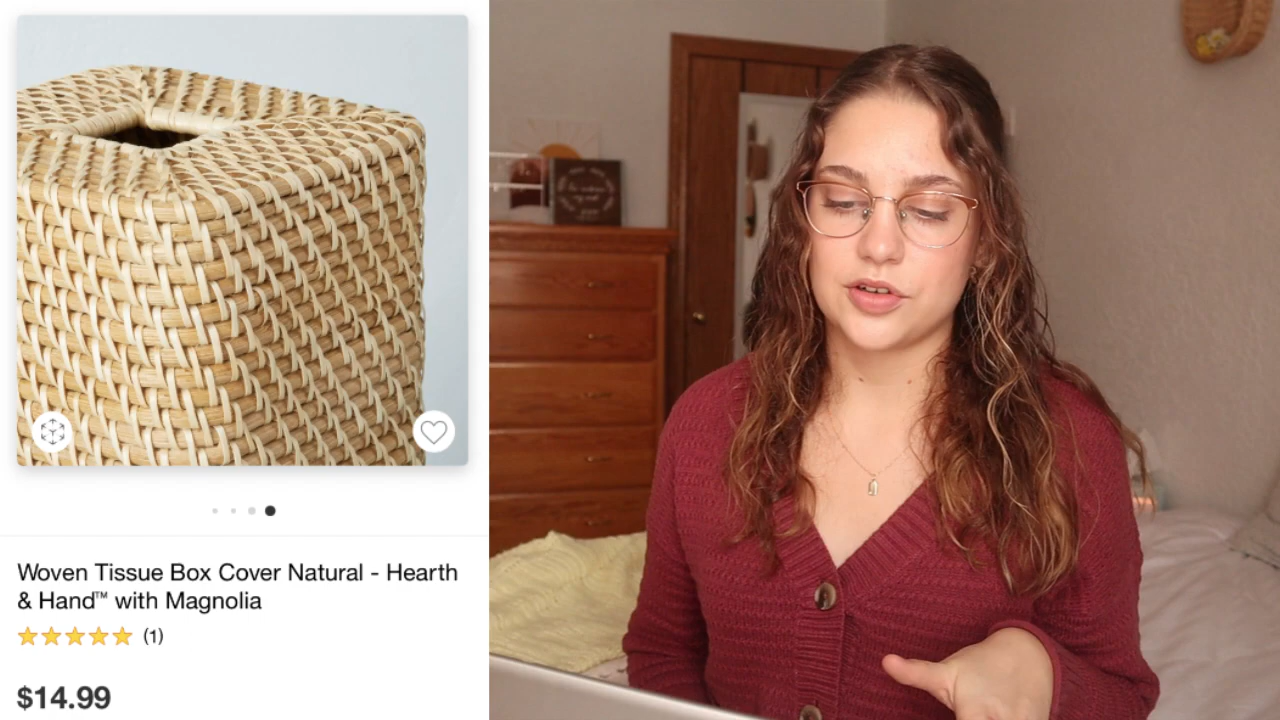 Woven Tissue Box Cover Natural - Hearth
& Hand™ with Magnolia
(1)
$14.99